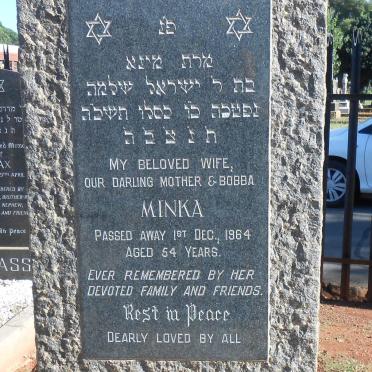 פנ
מרת מינא
בת ר ישראל שלמה
נפטרה כו כסלו תשכה
ת נ צ ב ה
MY BELOVED WIFE,
OUR DARLING MOTHER & BOBBA
MINKA
PASSED AWAY 1ST DEC., 1964
AGED 54 YEARS.
EVER REMEMBERED BY HER
DEVOTED FAMILY AND FRIENDS.
Rest in Peace
DEARLY LOVED BY ALL